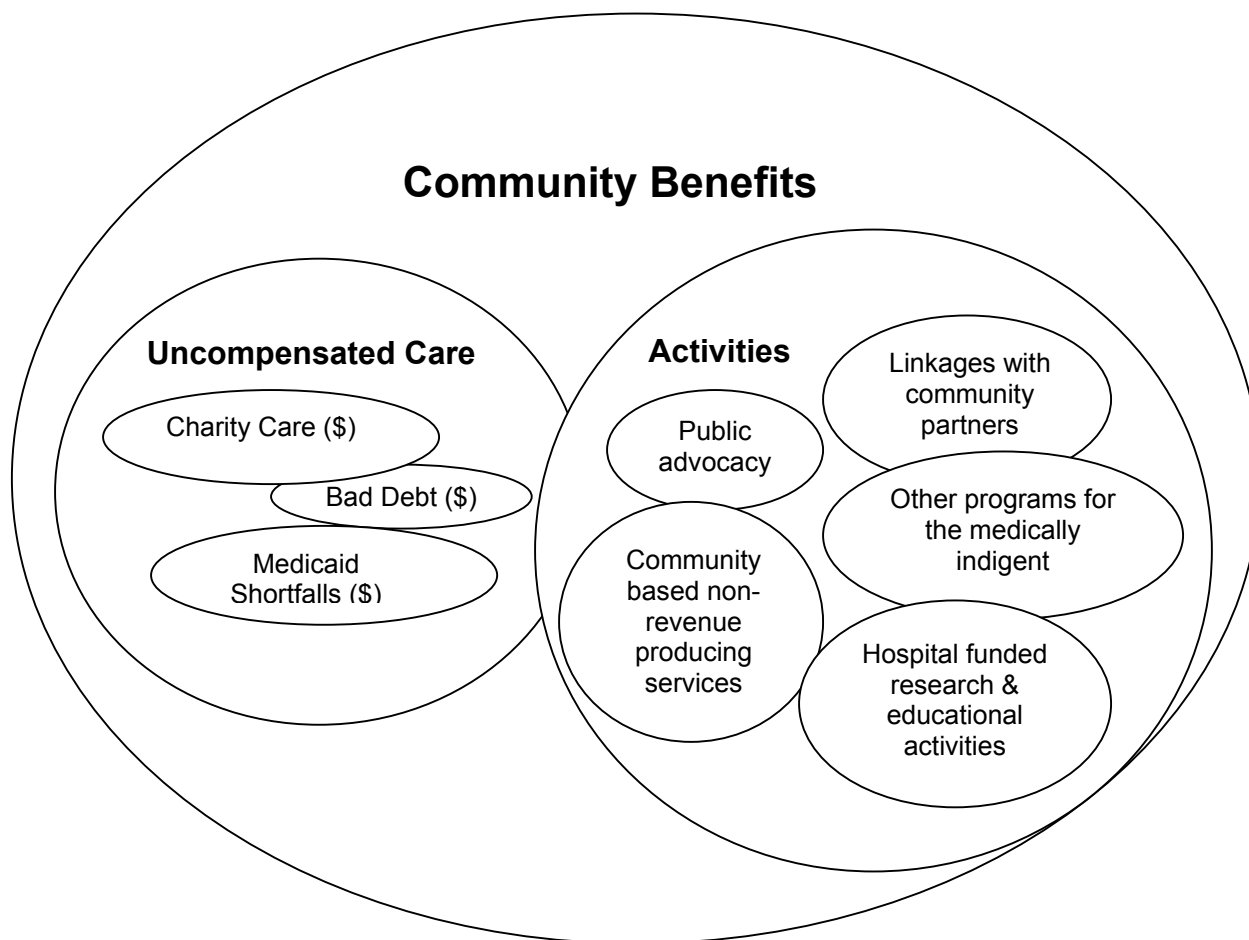 Community Benefits
Uncompensated Care
Charity Care ($)
Bad Debt ($)
Medicaid
Shortfalls ($)
Activities
Public
advocacy
Linkages with
community
partners
Other programs for
the medically
indigent
Community
based non-
revenue
producing
services
Hospital funded
research &
educational
activities